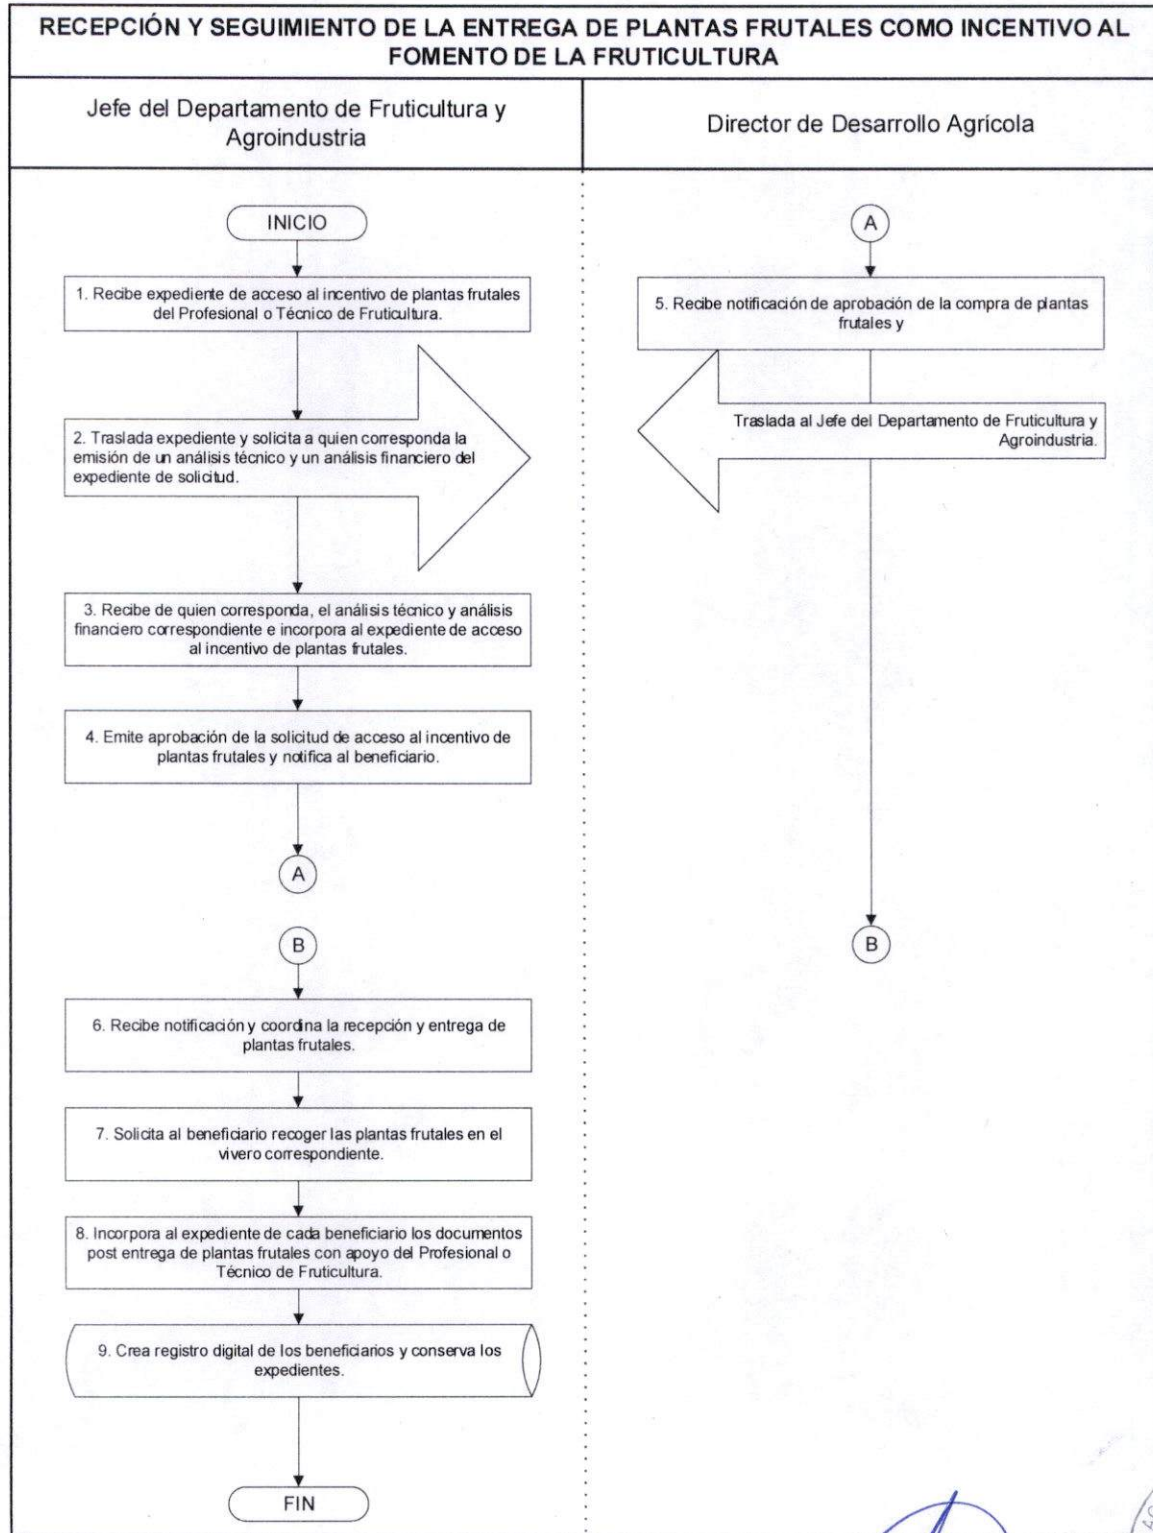 RECEPCIÓN Y SEGUIMIENTO DE LA ENTREGA DE PLANTAS FRUTALES COMO INCENTIVO AL
FOMENTO DE LA FRUTICULTURA
Jefe del Departamento de Fruticultura y
Agroindustria
Director de Desarrollo Agrícola
INICIO
1. Recibe expediente de acceso al incentivo de plantas frutales
del Profesional o Técnico de Fruticultura.
2. Traslada expediente y solicita a quien corresponda la
emisión de un análisis técnico y un análisis financiero del
expediente de solicitud.
3. Recibe de quien corresponda, el análisis técnico y análisis
financiero correspondiente e incorpora al expediente de acceso
al incentivo de plantas frutales.
4. Emite aprobación de la solicitud de acceso al incentivo de
plantas frutales y notifica al beneficiario.
A
A
5. Recibe notificación de aprobación de la compra de plantas
frutales y
Traslada al Jefe del Departamento de Fruticultura y
Agroindustria.
B
B
6. Recibe notificación y coordina la recepción y entrega de
plantas frutales.
7. Solicita al beneficiario recoger las plantas frutales en el
vivero correspondiente.
8. Incorpora al expediente de cada beneficiario los documentos
post entrega de plantas frutales con apoyo del Profesional o
Técnico de Fruticultura.
9. Crea registro digital de los beneficiarios y conserva los
expedientes.
FIN